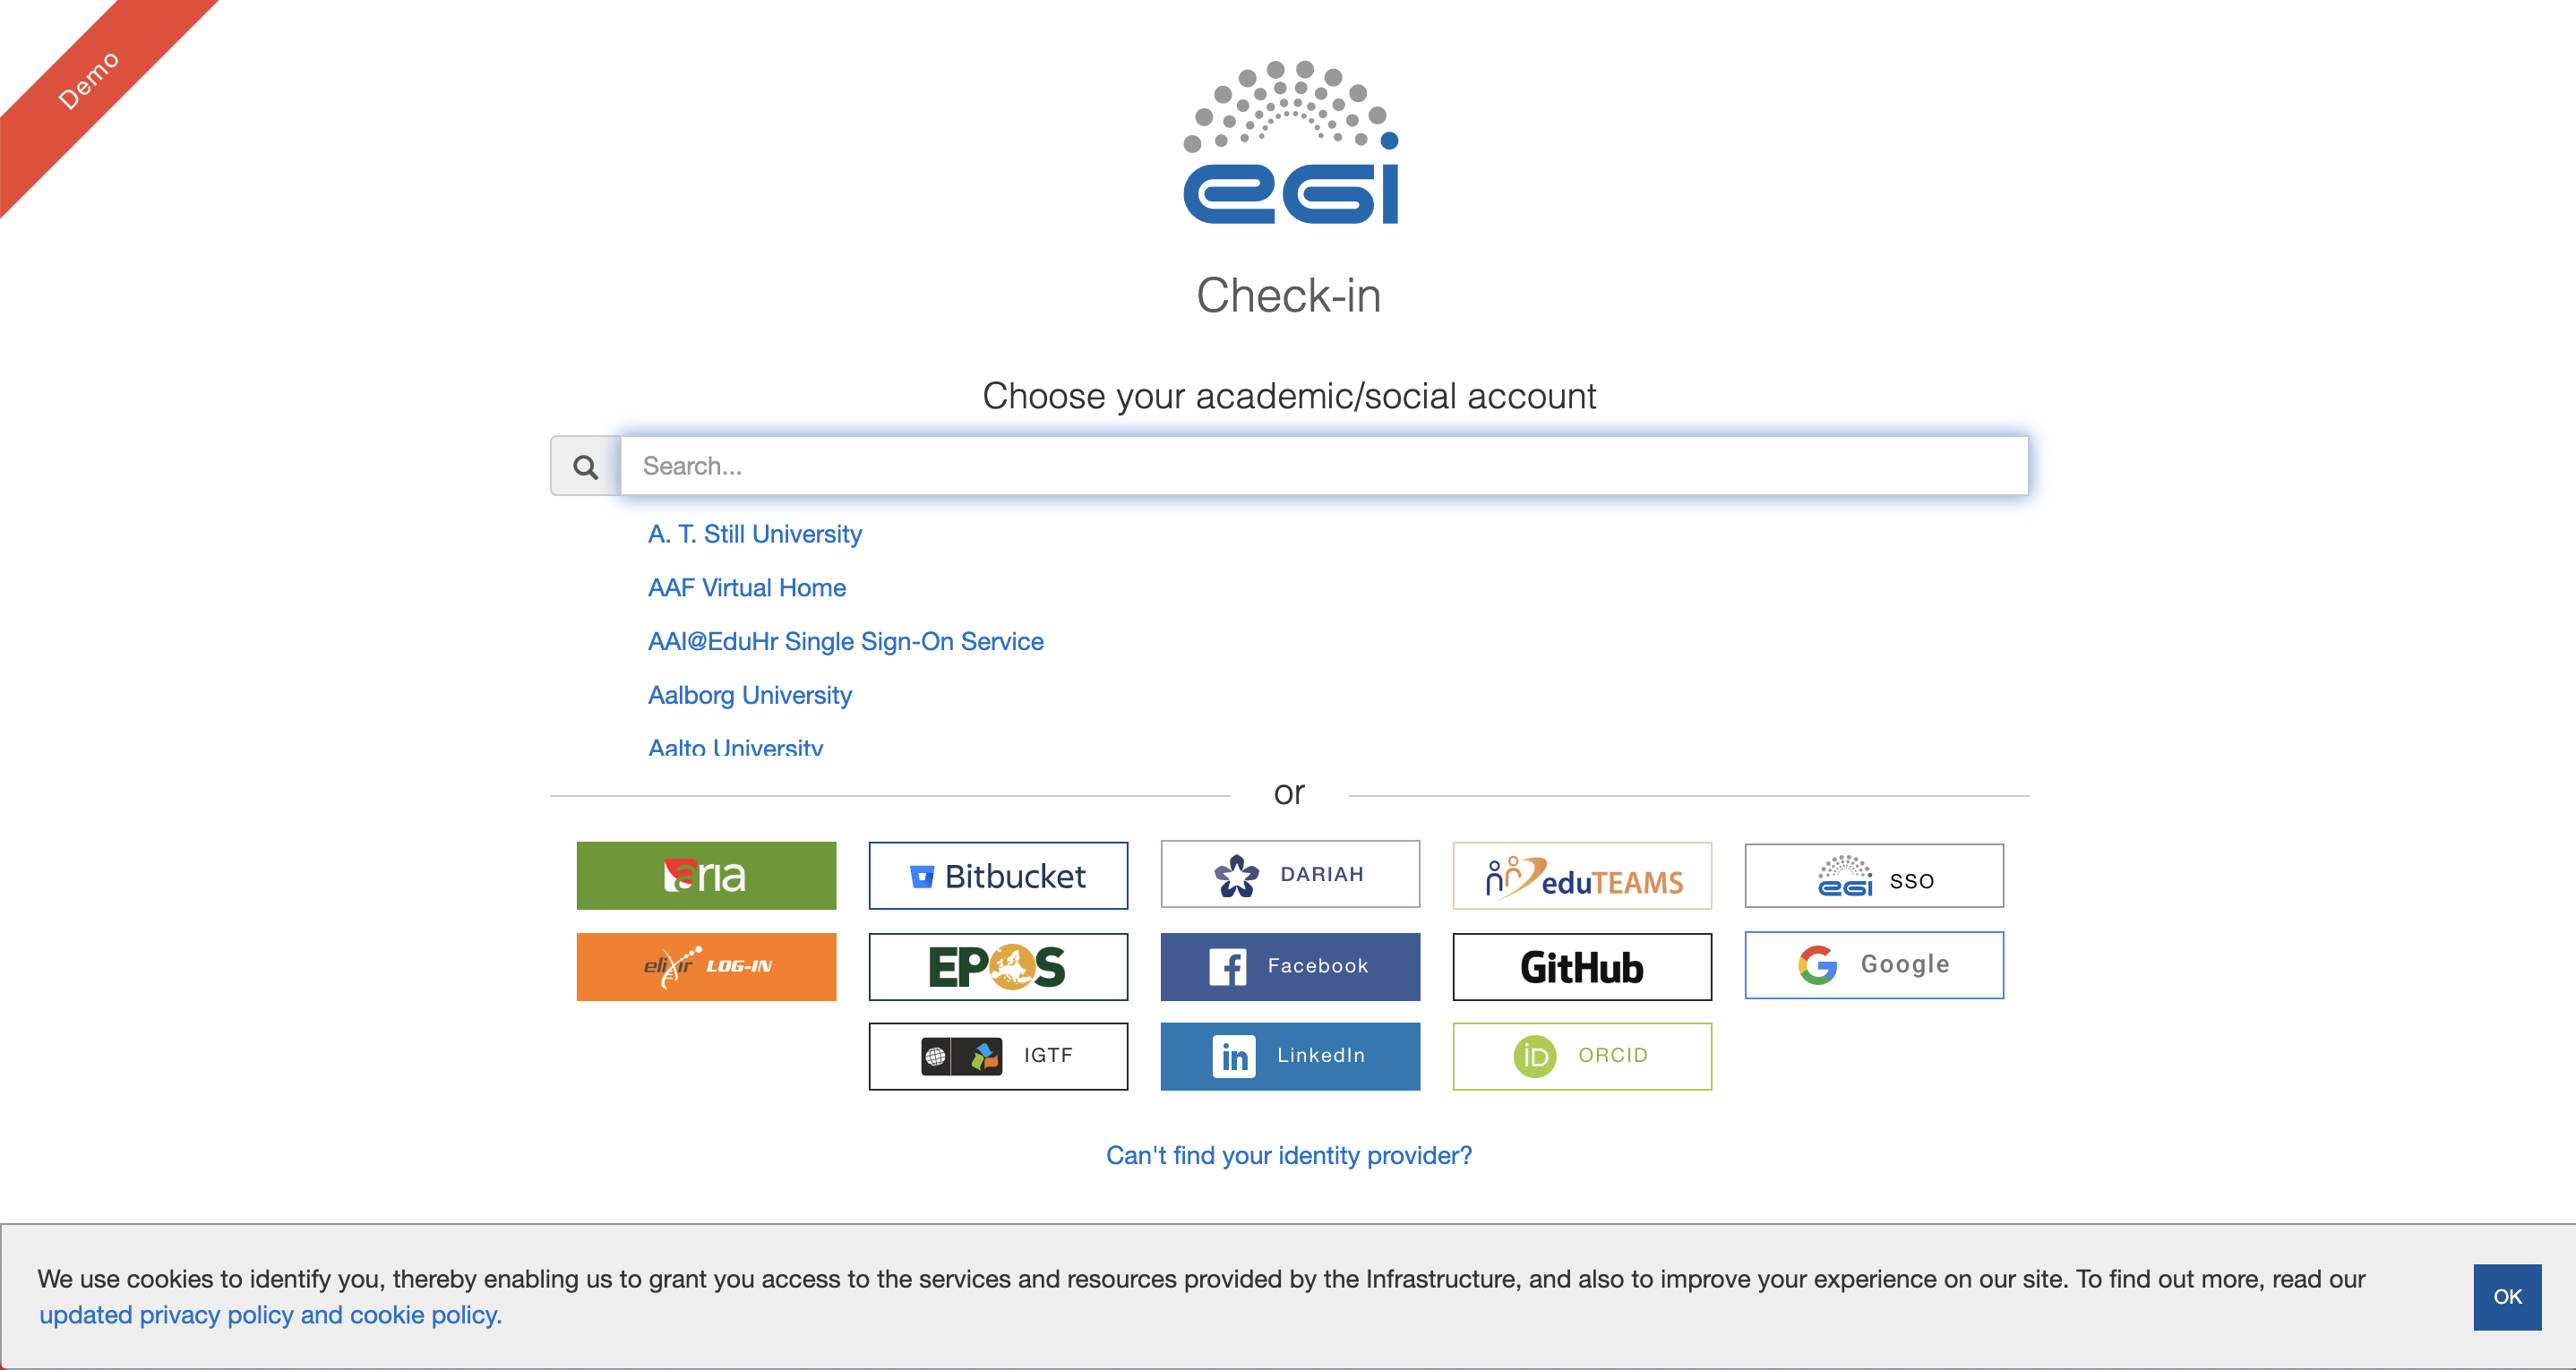 Demo
egi
Check-in
Choose your academic/social account
Search...
A. T. Still University
AAF Virtual Home
AAI@EduHr Single Sign-On Service
Aalborg University
Aalto University
or
aria
Bitbucket
DARIAH
eduTEAMS
egi SSO
elixir LOG-IN
EPOS
Facebook
GitHub
Google
IGTF
in LinkedIn
iD ORCID
Can't find your identity provider?
We use cookies to identify you, thereby enabling us to grant you access to the services and resources provided by the Infrastructure, and also to improve your experience on our site. To find out more, read our
updated privacy policy and cookie policy.
OK